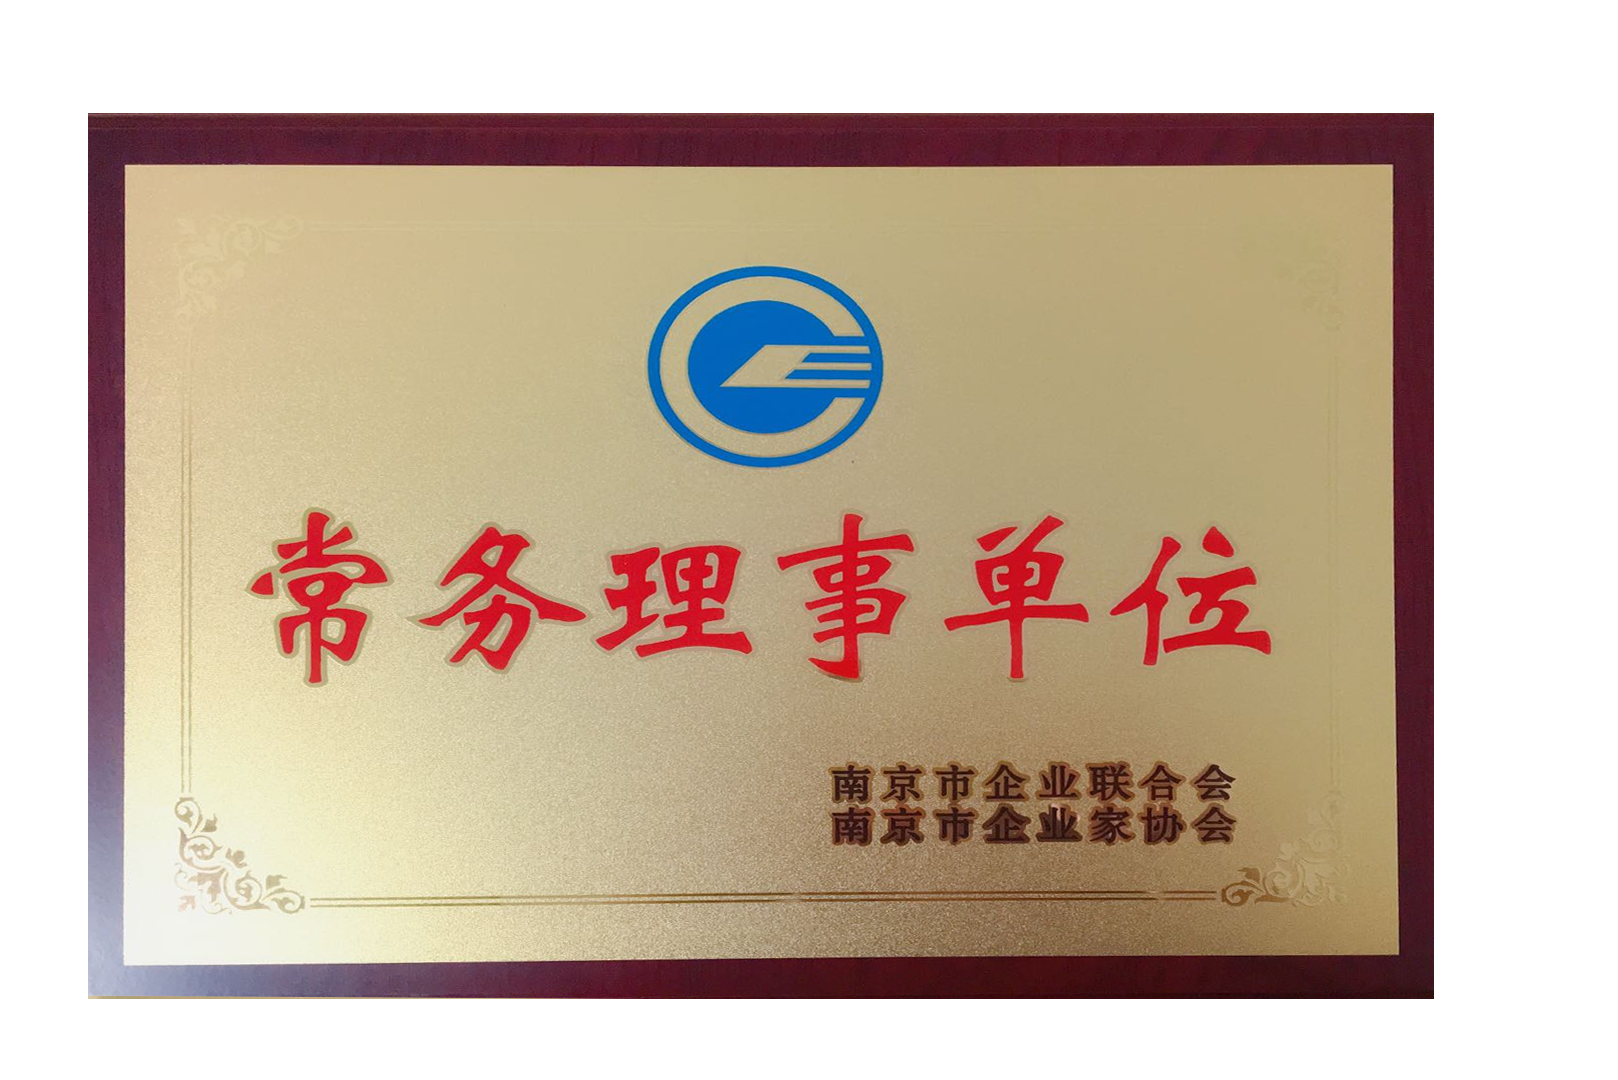 常务理事单位
南京市企业联合会
南京市企业家协会